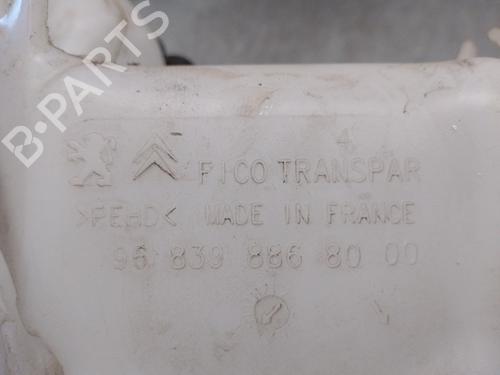 B-PARTS
4
FICO TRANSPAR
>PEHD< MADE IN FRANCE
96 839 886 80 00